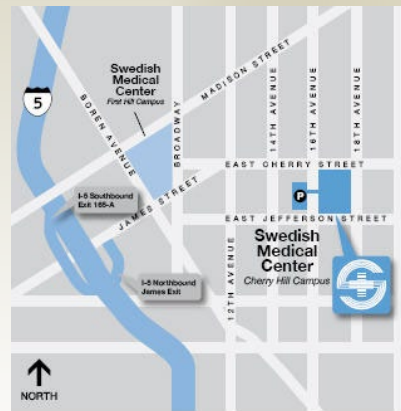 Swedish
Medical
Center
First Hill Campus
MADISON STREET
5
BOREN AVENUE
BROADWAY
14TH AVENUE
16TH AVENUE
18TH AVENUE
EAST CHERRY STREET
I-5 Southbound
Exit 165-A
JAMES STREET
P
EAST JEFFERSON STREET
Swedish
Medical
Center
Cherry Hill Campus
I-5 Northbound
James Exit
12TH AVENUE
NORTH